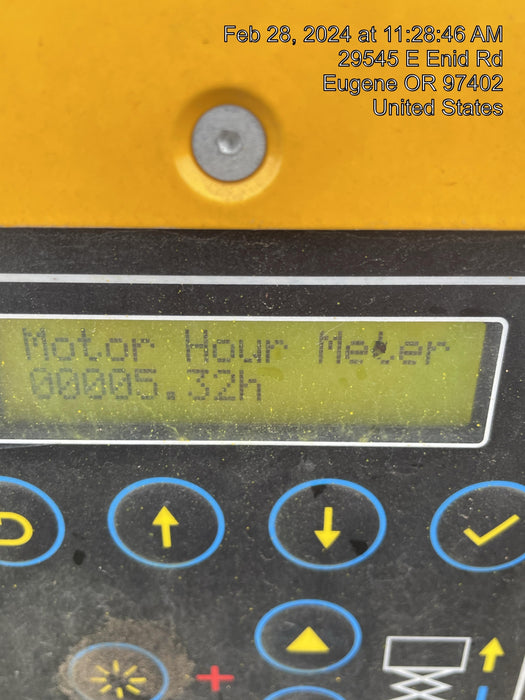 Feb 28, 2024 at 11:28:46 AM
29545 E Enid Rd
Eugene OR 97402
United States
Motor Hour Meter
00005.32h